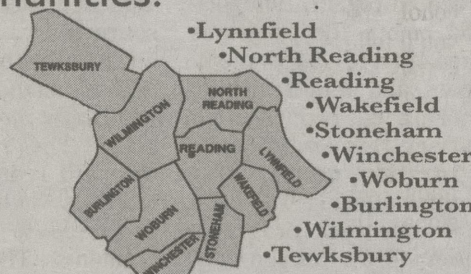 •Lynnfield
•North Reading
•Reading
•Wakefield
•Stoneham
•Winchester
•Woburn
•Burlington
•Wilmington
•Tewksbury
TEWKSBURY
WILMINGTON
NORTH
READING
READING
LYNNFIELD
WAKEFIELD
BURLINGTON
WOBURN
STONEHAM
WINCHESTER